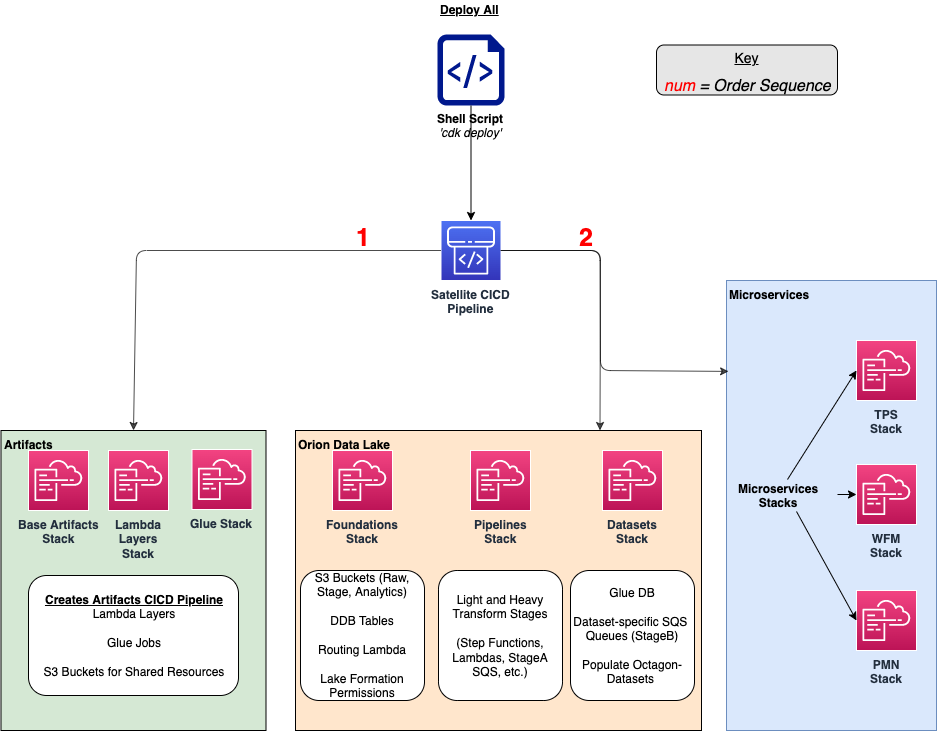 Deploy All
Shell Script
'cdk deploy'
Key
num = Order Sequence
1
2
Satellite CICD
Pipeline
Microservices
TPS
Stack
Microservices
Stacks
WFM
Stack
PMN
Stack
Artifacts
Base Artifacts
Stack
Lambda
Layers
Stack
Glue Stack
Creates Artifacts CICD Pipeline
Lambda Layers
Glue Jobs
S3 Buckets for Shared Resources
Orion Data Lake
Foundations
Stack
Pipelines
Stack
Datasets
Stack
S3 Buckets (Raw,
Stage, Analytics)
DDB Tables
Routing Lambda
Lake Formation
Permissions
Light and Heavy
Transform Stages
(Step Functions,
Lambdas, StageA
SQS, etc.)
Glue DB
Dataset-specific SQS
Queues (StageB)
Populate Octagon-
Datasets